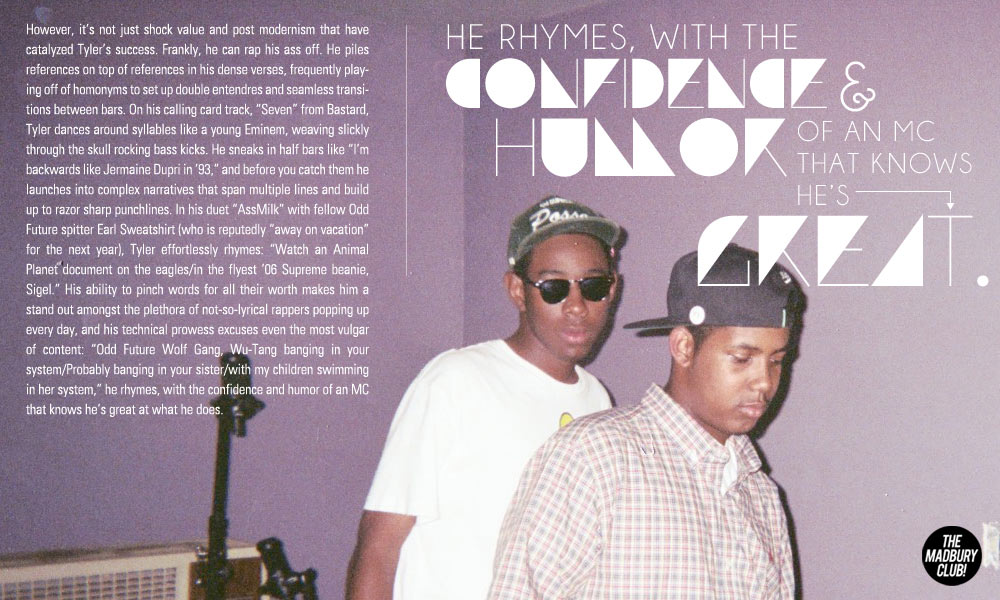 However, it's not just shock value and post modernism that have
catalyzed Tyler's success. Frankly, he can rap his ass off. He piles
references on top of references in his dense verses, frequently play-
ing off of homonyms to set up double entendres and seamless transi-
tions between bars. On his calling card track, “Seven” from Bastard,
Tyler dances around syllables like a young Eminem, weaving slickly
through the skull rocking bass kicks. He sneaks in half bars like “I'm
backwards like Jermaine Dupri in '93,” and before you catch them he
launches into complex narratives that span multiple lines and build
up to razor sharp punchlines. In his duet “AssMilk” with fellow Odd
Future spitter Earl Sweatshirt (who is reputedly “away on vacation”
for the next year), Tyler effortlessly rhymes: “Watch an Animal
Planet document on the eagles/in the flyest '06 Supreme beanie,
Sigel.” His ability to pinch words for all their worth makes him a
stand out amongst the plethora of not-so-lyrical rappers popping up
every day, and his technical prowess excuses even the most vulgar
of content: “Odd Future Wolf Gang, Wu-Tang banging in your
system/Probably banging in your sister/with my children swimming
in her system,” he rhymes, with the confidence and humor of an MC
that knows he's great at what he does.
HE RHYMES, WITH THE
CONFIDENCE &
HUMOR OF AN MC
THAT KNOWS
HE'S
GREAT.
Posse
THE
MADBURY
CLUB!